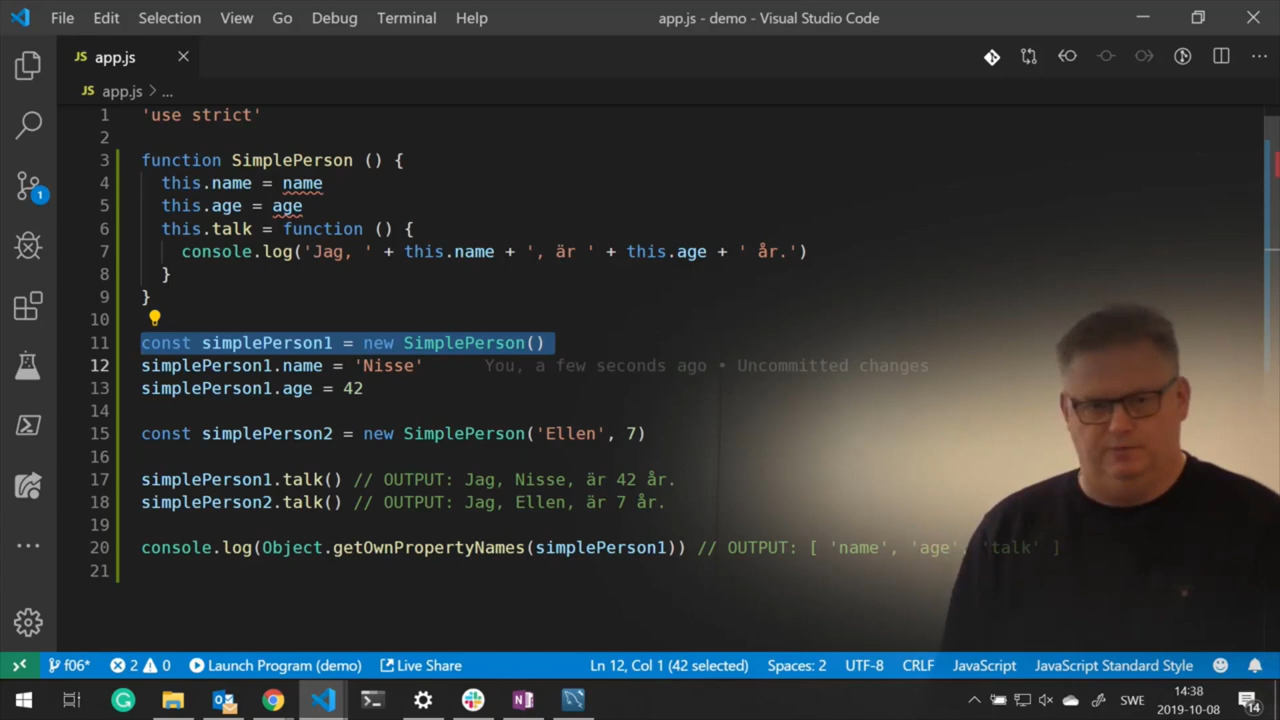 File Edit Selection View Go Debug Terminal Help app.js - demo - Visual Studio Code
JS app.js
JS app.js > ...
1 'use strict'
2
3 function SimplePerson () {
4 this.name = name
5 this.age = age
6 this.talk = function () {
7 console.log('Jag, ' + this.name + ', är ' + this.age + ' år.')
8 }
9 }
10
11 const simplePerson1 = new SimplePerson()
12 simplePerson1.name = 'Nisse' You, a few seconds ago • Uncommitted changes
13 simplePerson1.age = 42
14
15 const simplePerson2 = new SimplePerson('Ellen', 7)
16
17 simplePerson1.talk() // OUTPUT: Jag, Nisse, är 42 år.
18 simplePerson2.talk() // OUTPUT: Jag, Ellen, är 7 år.
19
20 console.log(Object.getOwnPropertyNames(simplePerson1)) // OUTPUT: [ 'name', 'age', 'talk' ]
21
1
f06* 2 0 Launch Program (demo) Live Share Ln 12, Col 1 (42 selected) Spaces: 2 UTF-8 CRLF JavaScript JavaScript Standard Style
SWE 14:38
2019-10-08 14